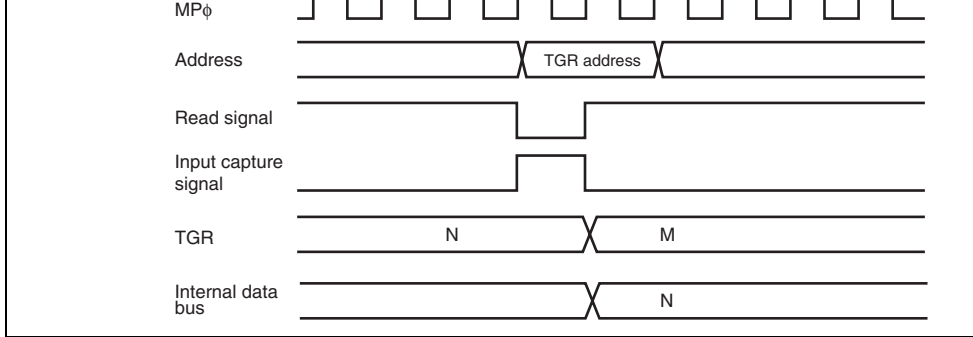 MPϕ
Address
TGR address
Read signal
Input capture
signal
TGR
N
M
Internal data
bus
N